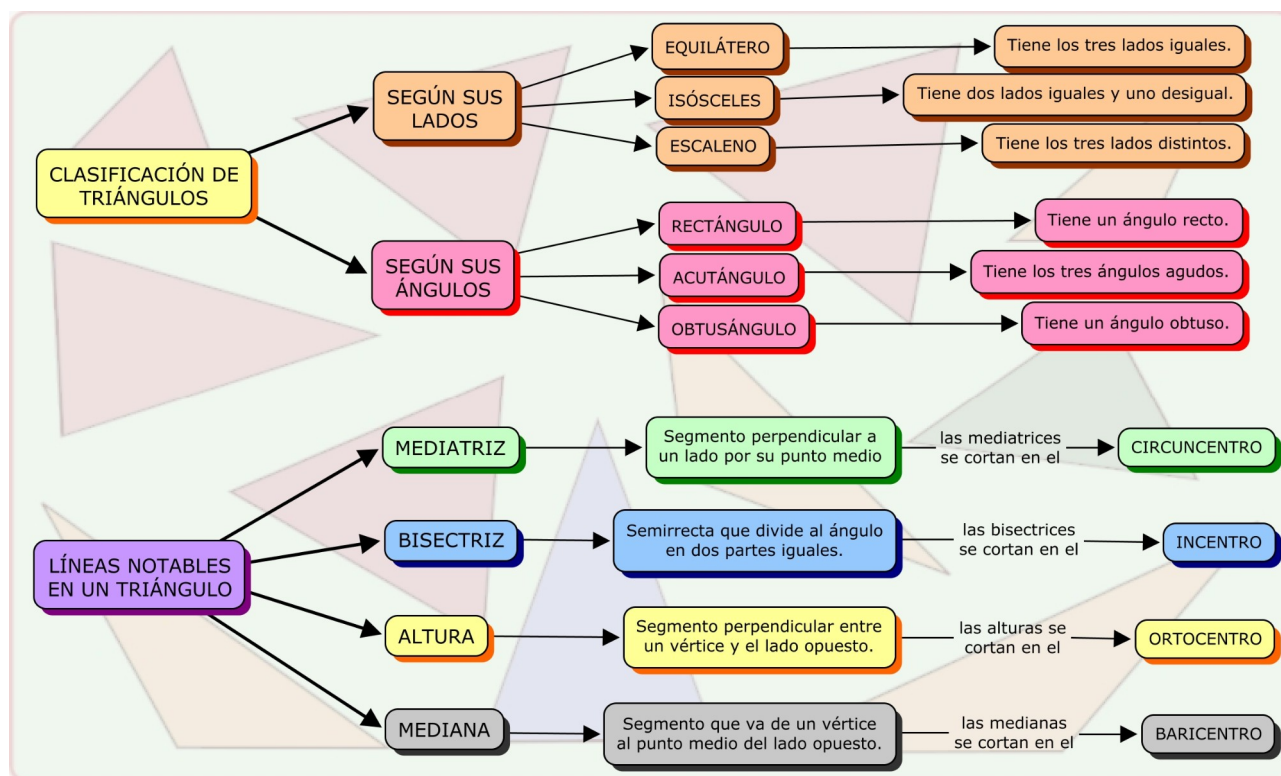 CLASIFICACIÓN DE
TRIÁNGULOS
SEGÚN SUS
LADOS
EQUILÁTERO
Tiene los tres lados iguales.
ISÓSCELES
Tiene dos lados iguales y uno desigual.
ESCALENO
Tiene los tres lados distintos.
SEGÚN SUS
ÁNGULOS
RECTÁNGULO
Tiene un ángulo recto.
ACUTÁNGULO
Tiene los tres ángulos agudos.
OBTUSÁNGULO
Tiene un ángulo obtuso.
LÍNEAS NOTABLES
EN UN TRIÁNGULO
MEDIATRIZ
Segmento perpendicular a
un lado por su punto medio
las mediatrices
se cortan en el
CIRCUNCENTRO
BISECTRIZ
Semirrecta que divide al ángulo
en dos partes iguales.
las bisectrices
se cortan en el
INCENTRO
ALTURA
Segmento perpendicular entre
un vértice y el lado opuesto.
las alturas se
cortan en el
ORTOCENTRO
MEDIANA
Segmento que va de un vértice
al punto medio del lado opuesto.
las medianas
se cortan en el
BARICENTRO